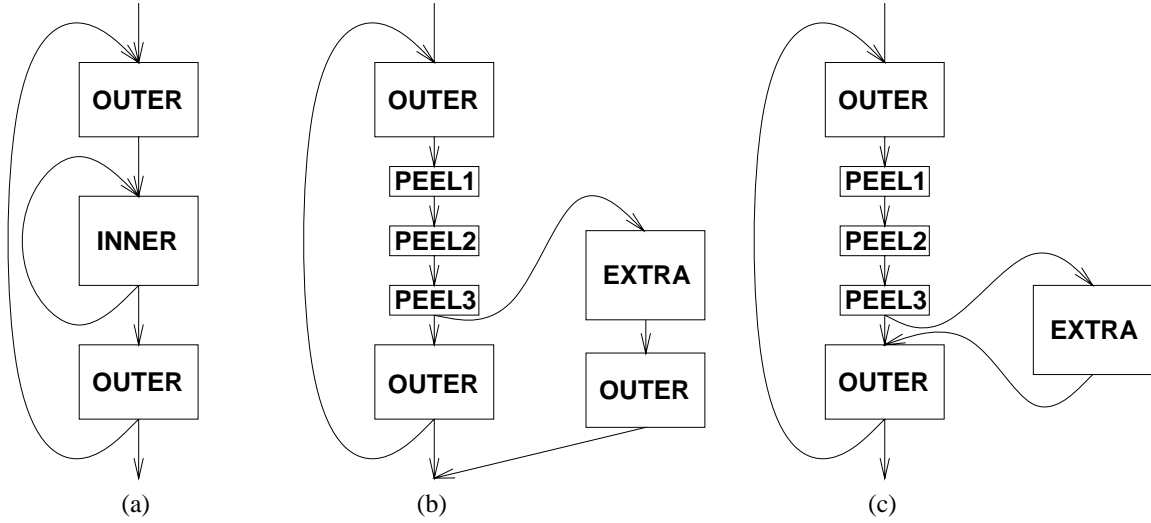 OUTER
INNER
OUTER
(a)
OUTER
PEEL1
PEEL2
PEEL3
OUTER
EXTRA
OUTER
(b)
OUTER
PEEL1
PEEL2
PEEL3
OUTER
EXTRA
(c)